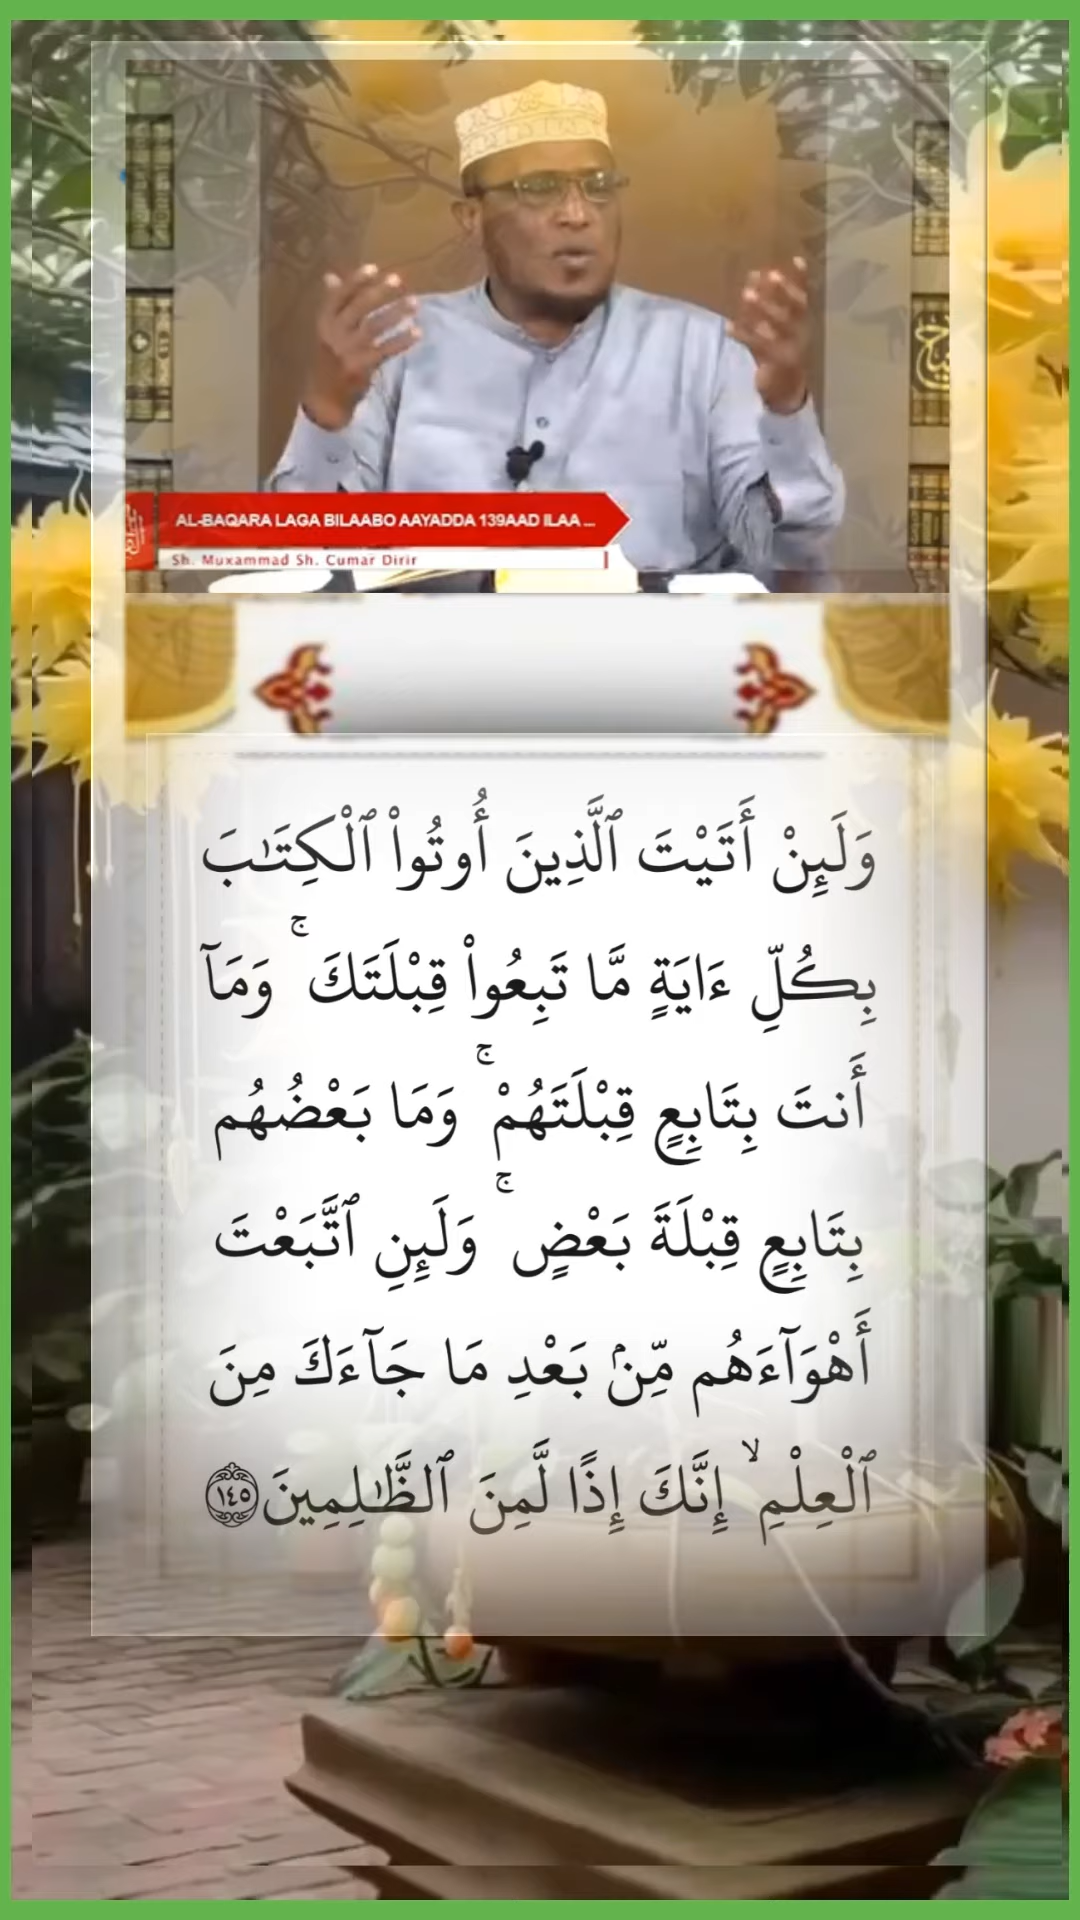 AL-BAQARA LAGA BILAABO AAYADDA 139AAD ILAA ...
Sh. Muxammad Sh. Cumar Dirir
وَلَئِنْ أَتَيْتَ ٱلَّذِينَ أُوتُوا۟ ٱلْكِتَـٰبَ
بِكُلِّ ءَايَةٍ مَّا تَبِعُوا۟ قِبْلَتَكَ ۚ وَمَآ
أَنتَ بِتَابِعٍ قِبْلَتَهُمْ ۚ وَمَا بَعْضُهُم
بِتَابِعٍ قِبْلَةَ بَعْضٍ ۚ وَلَئِنِ ٱتَّبَعْتَ
أَهْوَآءَهُم مِّنۢ بَعْدِ مَا جَآءَكَ مِنَ
ٱلْعِلْمِ ۙ إِنَّكَ إِذًا لَّمِنَ ٱلظَّـٰلِمِينَ ١٤٥